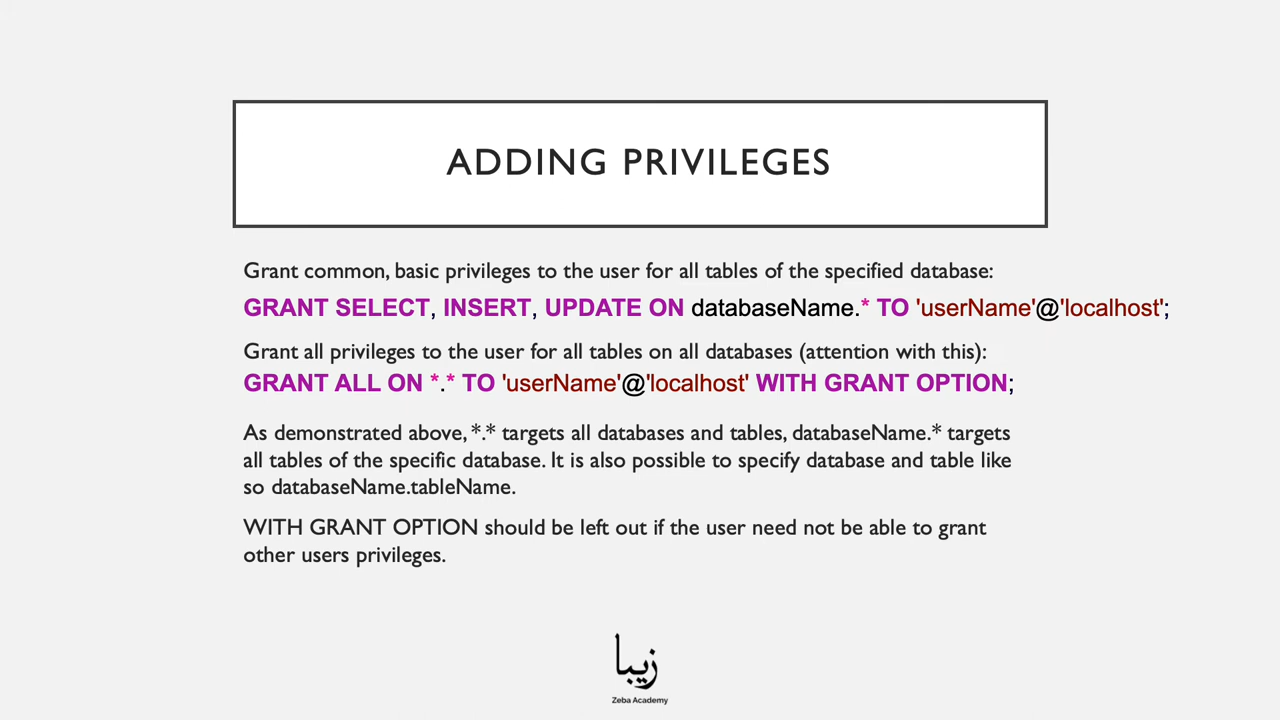 ADDING PRIVILEGES
Grant common, basic privileges to the user for all tables of the specified database:
GRANT SELECT, INSERT, UPDATE ON databaseName.* TO 'userName'@'localhost';
Grant all privileges to the user for all tables on all databases (attention with this):
GRANT ALL ON *.* TO 'userName'@'localhost' WITH GRANT OPTION;
As demonstrated above, *.* targets all databases and tables, databaseName.* targets
all tables of the specific database. It is also possible to specify database and table like
so databaseName.tableName.
WITH GRANT OPTION should be left out if the user need not be able to grant
other users privileges.
زیبا
Zeba Academy